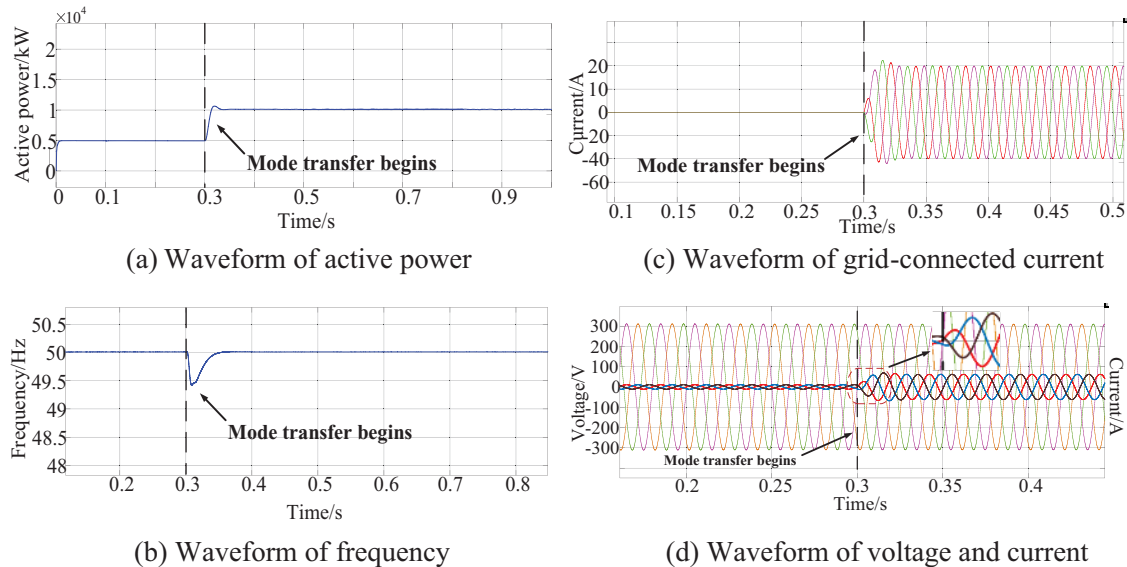 ×10⁴
Active power/kW
2
1.5
1
0.5
0
Mode transfer begins
0 0.1 0.3 0.5 0.7 0.9
Time/s
(a) Waveform of active power
Current/A
20
0
-20
-40
-60
Mode transfer begins
0.1 0.15 0.2 0.25 0.3 0.35 0.4 0.45 0.5
Time/s
(c) Waveform of grid-connected current
Frequency/Hz
50.5
50
49.5
49
48.5
48
Mode transfer begins
0.2 0.3 0.4 0.5 0.6 0.7 0.8
Time/s
(b) Waveform of frequency
Voltage/V
300
200
100
0
-100
-200
-300
Current/A
Mode transfer begins
0.2 0.25 0.3 0.35 0.4
Time/s
(d) Waveform of voltage and current